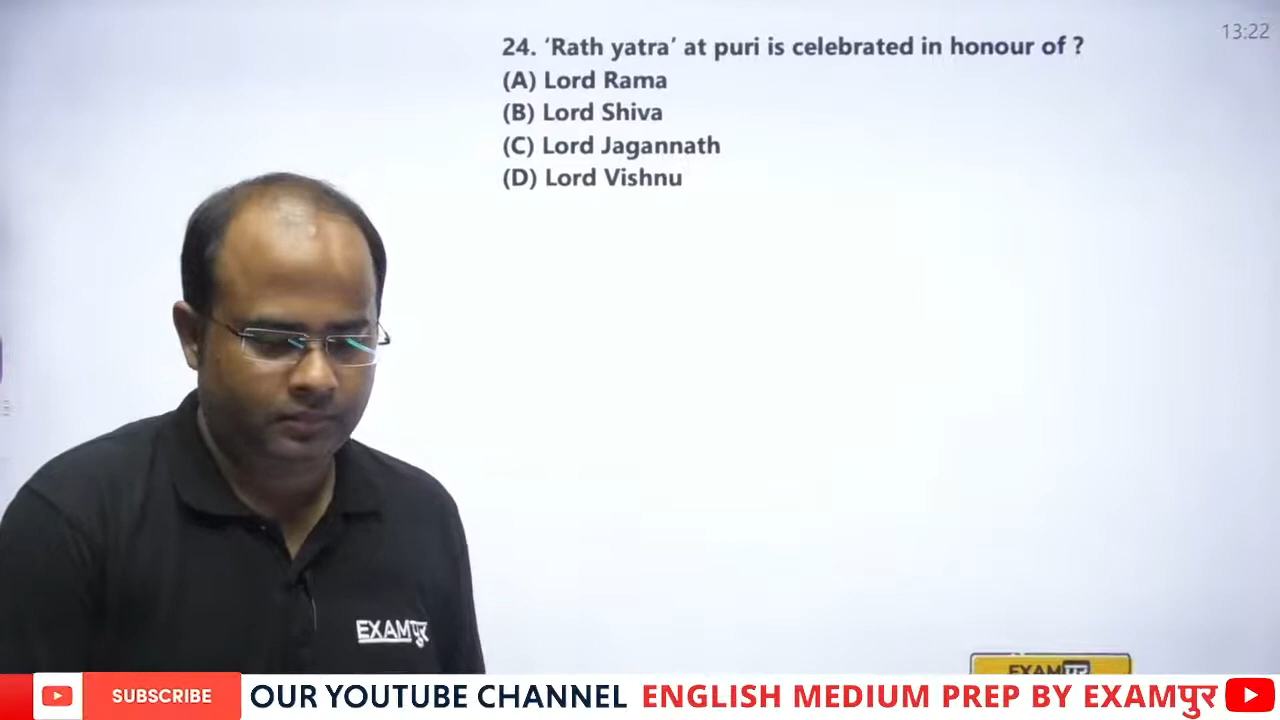 13:22
24. ‘Rath yatra’ at puri is celebrated in honour of ?
(A) Lord Rama
(B) Lord Shiva
(C) Lord Jagannath
(D) Lord Vishnu
EXAMपुर
EXAMपुर
SUBSCRIBE OUR YOUTUBE CHANNEL ENGLISH MEDIUM PREP BY EXAMपुर